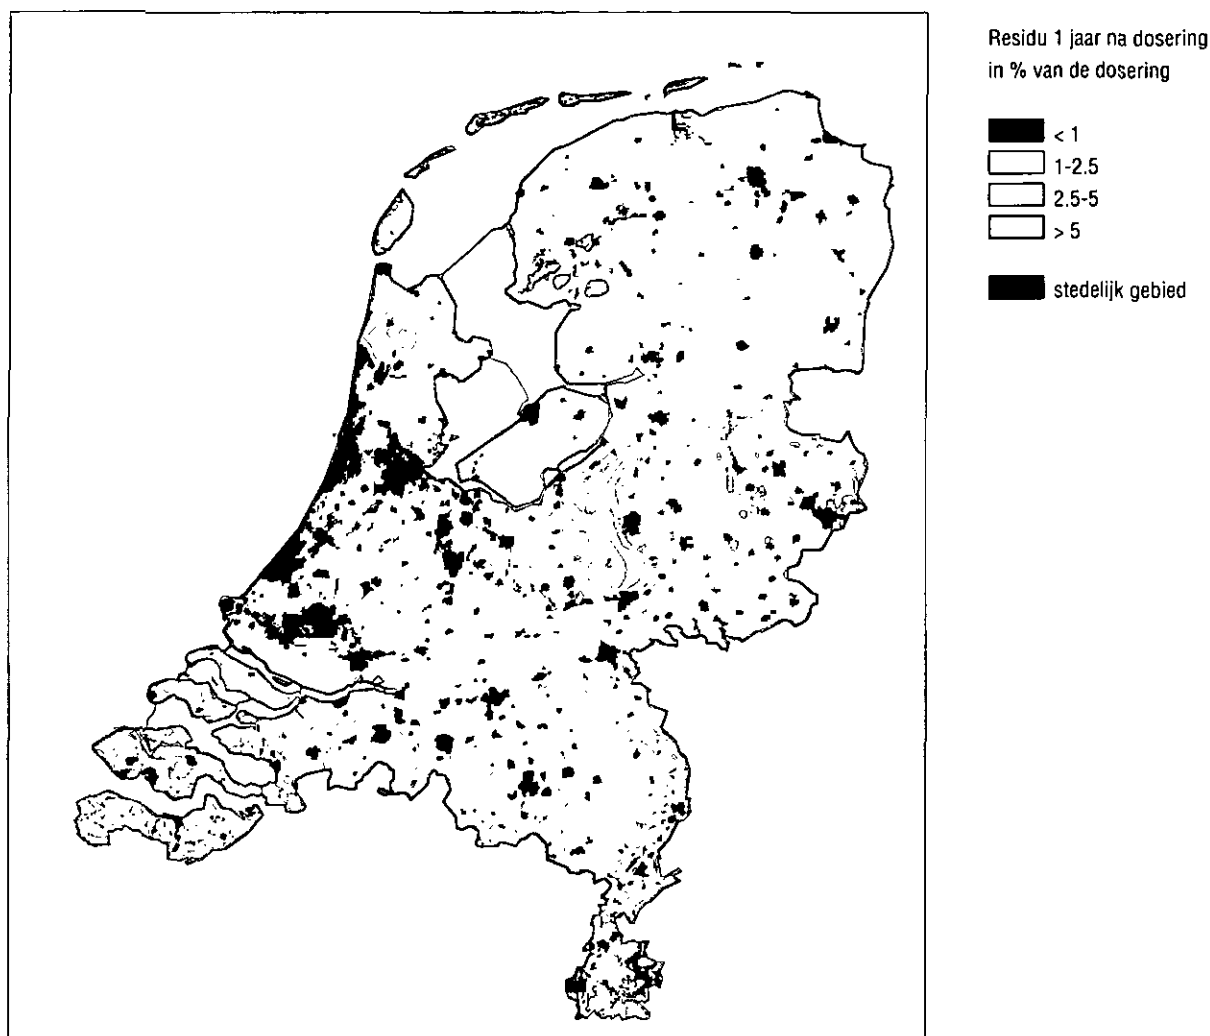 Residu 1 jaar na dosering
in % van de dosering
< 1
1-2.5
2.5-5
> 5
stedelijk gebied